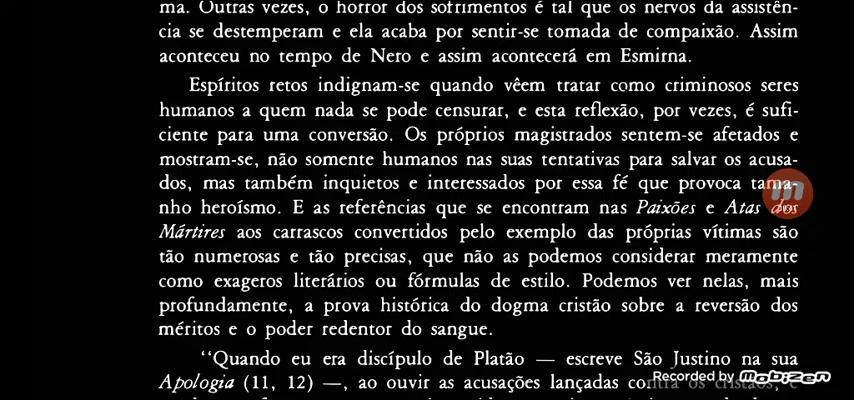 ma. Outras vezes, o horror dos sofrimentos é tal que os nervos da assistên-
cia se destemperam e ela acaba por sentir-se tomada de compaixão. Assim
aconteceu no tempo de Nero e assim acontecerá em Esmirna.
Espíritos retos indignam-se quando vêem tratar como criminosos seres
humanos a quem nada se pode censurar, e esta reflexão, por vezes, é sufi-
ciente para uma conversão. Os próprios magistrados sentem-se afetados e
mostram-se, não somente humanos nas suas tentativas para salvar os acusa-
dos, mas também inquietos e interessados por essa fé que provoca tama-
nho heroísmo. E as referências que se encontram nas Paixões e Atas dos
Mártires aos carrascos convertidos pelo exemplo das próprias vítimas são
tão numerosas e tão precisas, que não as podemos considerar meramente
como exageros literários ou fórmulas de estilo. Podemos ver nelas, mais
profundamente, a prova histórica do dogma cristão sobre a reversão dos
méritos e o poder redentor do sangue.
“Quando eu era discípulo de Platão — escreve São Justino na sua
Apologia (11, 12) —, ao ouvir as acusações lançadas contra os cristãos, e
Recorded by Mobizen